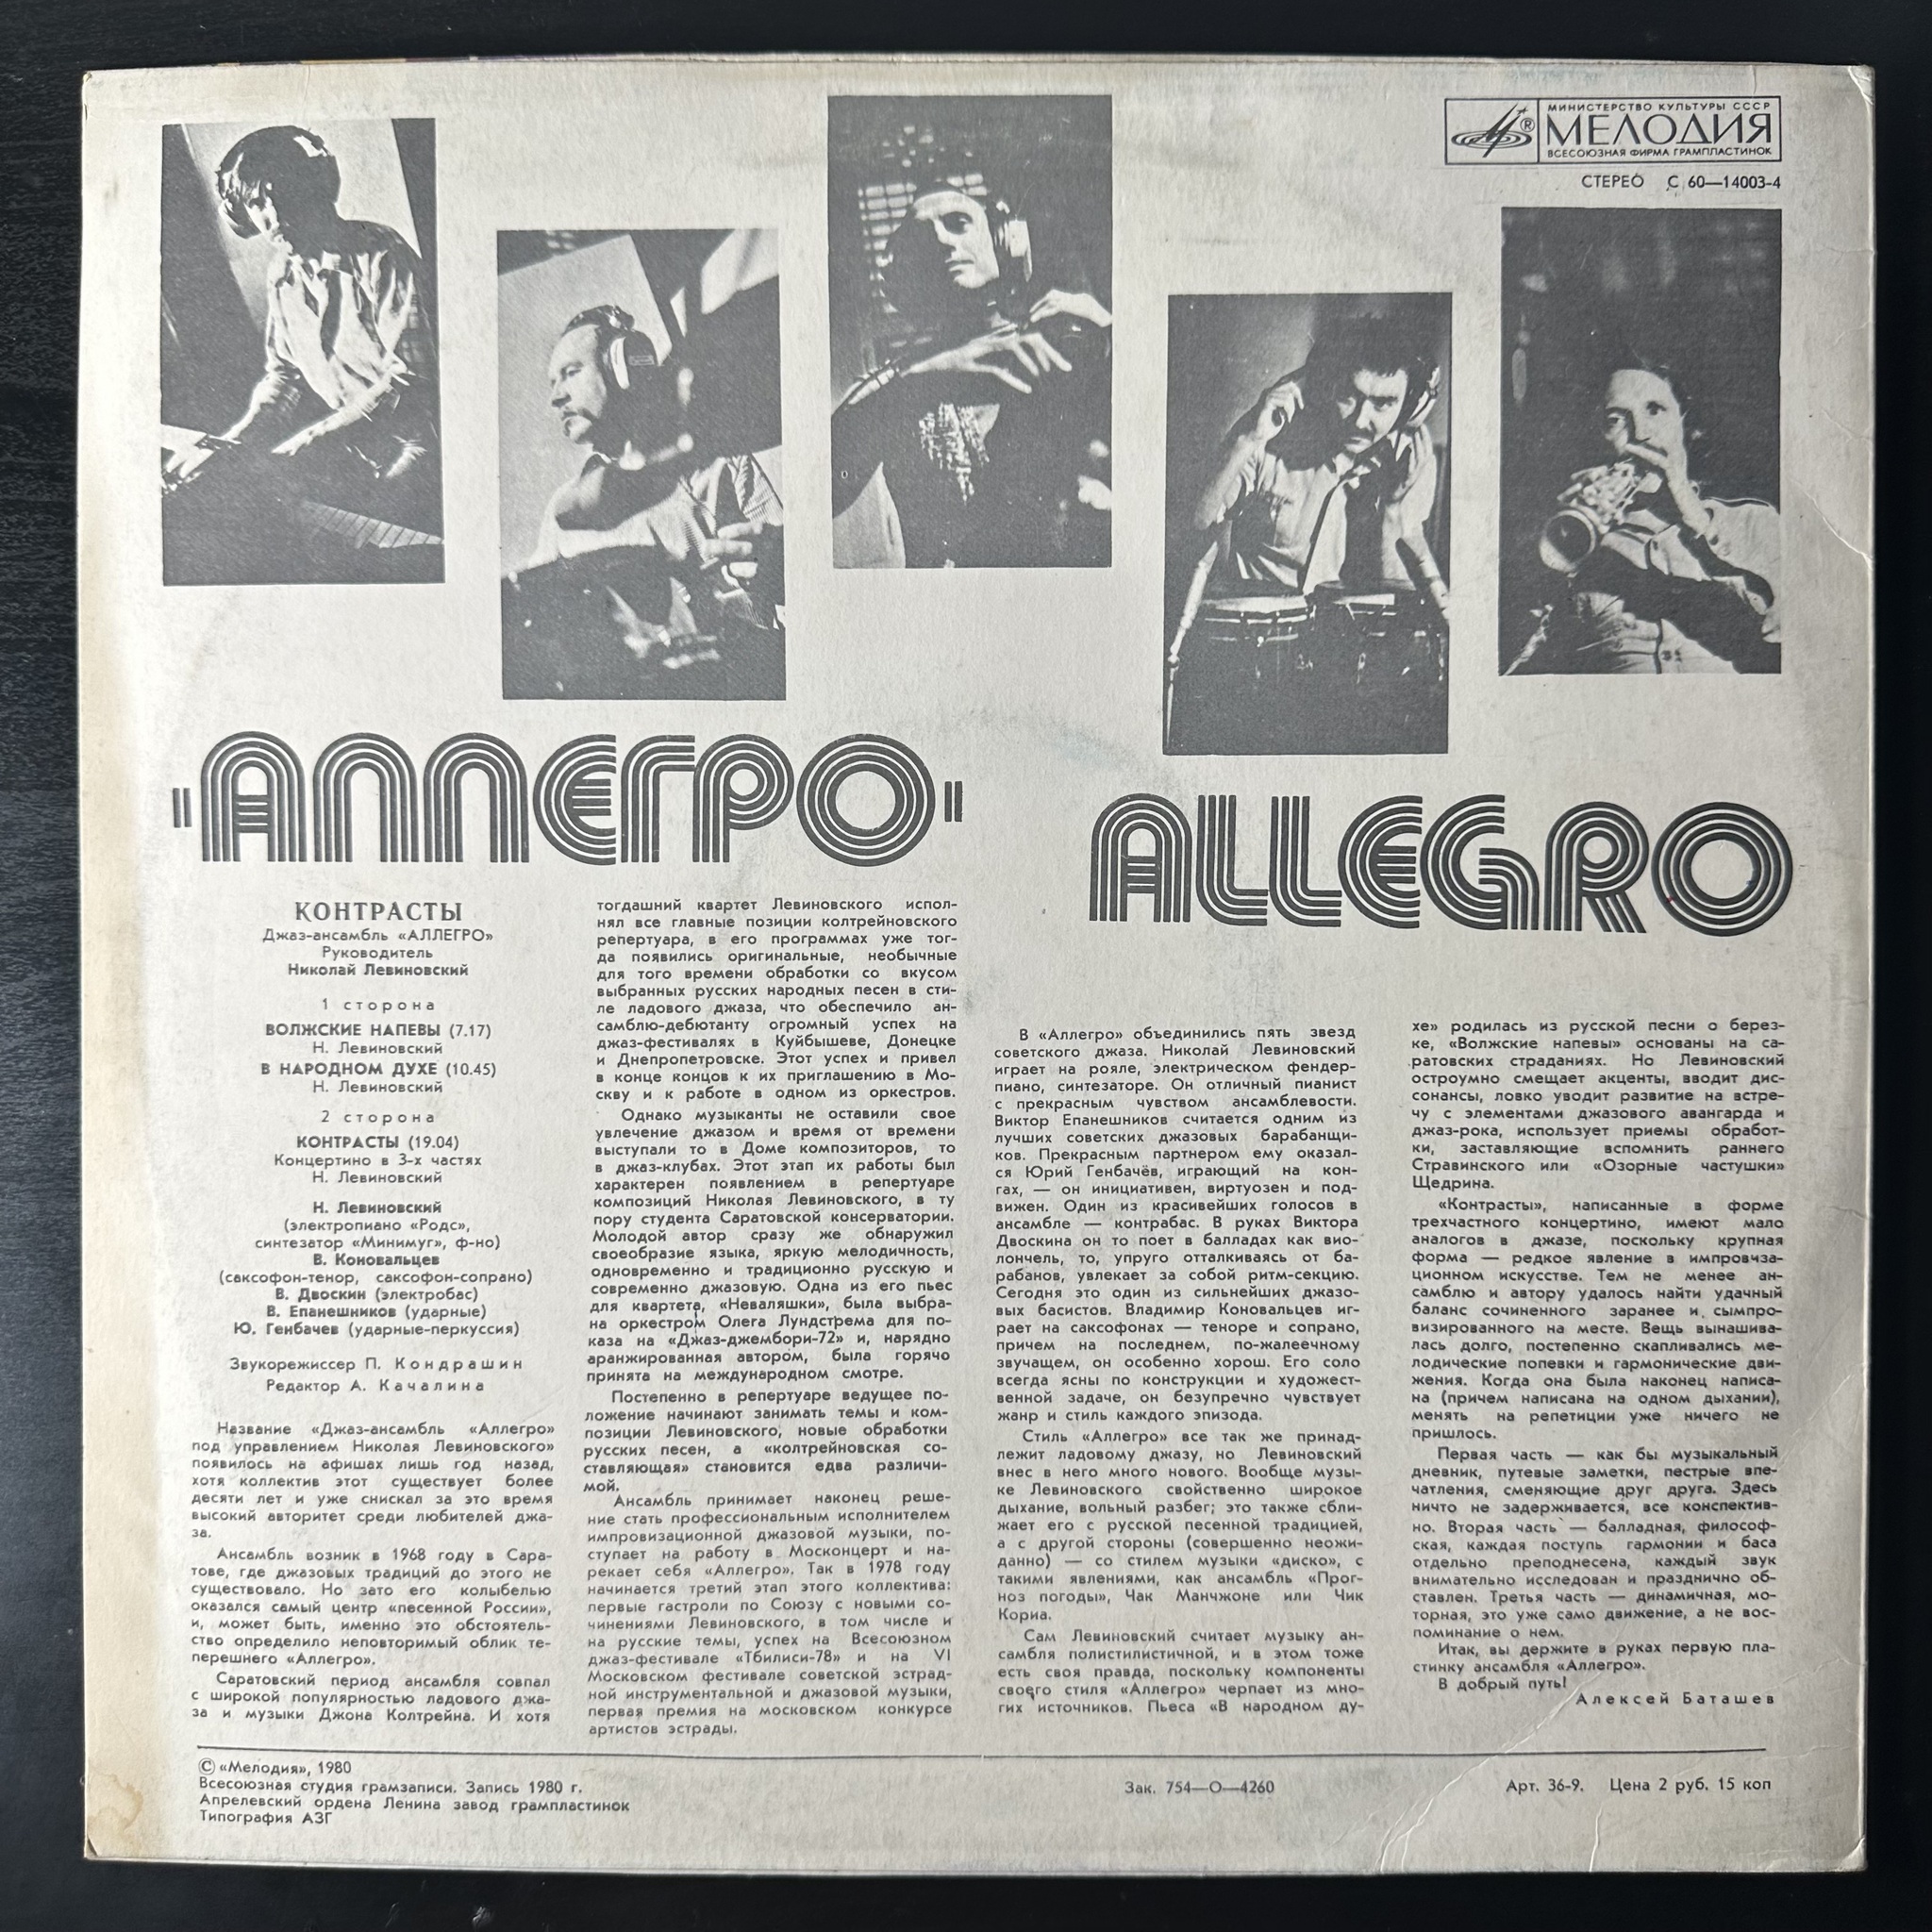 МИНИСТЕРСТВО КУЛЬТУРЫ СССР
МЕЛОДИЯ
ВСЕСОЮЗНАЯ ФИРМА ГРАМПЛАСТИНОК
СТЕРЕО С 60—14003-4
"АЛЛЕГРО"
ALLEGRO
КОНТРАСТЫ
Джаз-ансамбль «АЛЛЕГРО»
Руководитель
Николай Левиновский
1 сторона
ВОЛЖСКИЕ НАПЕВЫ (7.17)
Н. Левиновский
В НАРОДНОМ ДУХЕ (10.45)
Н. Левиновский
2 сторона
КОНТРАСТЫ (19.04)
Концертино в 3-х частях
Н. Левиновский
Н. Левиновский
(электропиано «Родс»,
синтезатор «Минимуг», ф-но)
В. Коновальцев
(саксофон-тенор, саксофон-сопрано)
В. Двоскин (электробас)
В. Епанешников (ударные)
Ю. Генбачев (ударные-перкуссия)
Звукорежиссер П. Кондрашин
Редактор А. Качалина
Название «Джаз-ансамбль «Аллегро»
под управлением Николая Левиновского»
появилось на афишах лишь год назад,
хотя коллектив этот существует более
десяти лет и уже снискал за это время
высокий авторитет среди любителей джа-
за.
Ансамбль возник в 1968 году в Сара-
тове, где джазовых традиций до этого не
существовало. Но зато его колыбелью
оказался самый центр «песенной России»,
и, может быть, именно это обстоятель-
ство определило неповторимый облик те-
перешнего «Аллегро».
Саратовский период ансамбля совпал
с широкой популярностью ладового джа-
за и музыки Джона Колтрейна. И хотя
тогдашний квартет Левиновского испол-
нял все главные позиции колтрейновского
репертуара, в его программах уже тог-
да появились оригинальные, необычные
для того времени обработки со вкусом
выбранных русских народных песен в сти-
ле ладового джаза, что обеспечило ан-
самблю-дебютанту огромный успех на
джаз-фестивалях в Куйбышеве, Донецке
и Днепропетровске. Этот успех и привел
в конце концов к их приглашению в Мо-
скву и к работе в одном из оркестров.
Однако музыканты не оставили свое
увлечение джазом и время от времени
выступали то в Доме композиторов, то
в джаз-клубах. Этот этап их работы был
характерен появлением в репертуаре
композиций Николая Левиновского, в ту
пору студента Саратовской консерватории.
Молодой автор сразу же обнаружил
своеобразие языка, яркую мелодичность,
одновременно и традиционно русскую и
современно джазовую. Одна из его пьес
для квартета, «Неваляшки», была выбра-
на оркестром Олега Лундстрема для по-
каза на «Джаз-джембори-72» и, нарядно
аранжированная автором, была горячо
принята на международном смотре.
Постепенно в репертуаре ведущее по-
ложение начинают занимать темы и ком-
позиции Левиновского, новые обработки
русских песен, а «колтрейновская со-
ставляющая» становится едва различи-
мой.
Ансамбль принимает наконец реше-
ние стать профессиональным исполнителем
импровизационной джазовой музыки, по-
ступает на работу в Москонцерт и на-
рекает себя «Аллегро». Так в 1978 году
начинается третий этап этого коллектива:
первые гастроли по Союзу с новыми со-
чинениями Левиновского, в том числе и
на русские темы, успех на Всесоюзном
джаз-фестивале «Тбилиси-78» и на VI
Московском фестивале советской эстрад-
ной инструментальной и джазовой музыки,
первая премия на московском конкурсе
артистов эстрады.
В «Аллегро» объединились пять звезд
советского джаза. Николай Левиновский
играет на рояле, электрическом фендер-
пиано, синтезаторе. Он отличный пианист
с прекрасным чувством ансамблевости.
Виктор Епанешников считается одним из
лучших советских джазовых барабанщи-
ков. Прекрасным партнером ему оказал-
ся Юрий Генбачёв, играющий на кон-
гах, — он инициативен, виртуозен и под-
вижен. Один из красивейших голосов в
ансамбле — контрабас. В руках Виктора
Двоскина он то поет в балладах как вио-
лончель, то, упруго отталкиваясь от ба-
рабанов, увлекает за собой ритм-секцию.
Сегодня это один из сильнейших джазо-
вых басистов. Владимир Коновальцев иг-
рает на саксофонах — теноре и сопрано,
причем на последнем, по-жалеечному
звучащем, он особенно хорош. Его соло
всегда ясны по конструкции и художест-
венной задаче, он безупречно чувствует
жанр и стиль каждого эпизода.
Стиль «Аллегро» все так же принад-
лежит ладовому джазу, но Левиновский
внес в него много нового. Вообще музы-
ке Левиновского свойственно широкое
дыхание, вольный разбег; это также сбли-
жает его с русской песенной традицией,
а с другой стороны (совершенно неожи-
данно) — со стилем музыки «диско», с
такими явлениями, как ансамбль «Прог-
ноз погоды», Чак Манчжоне или Чик
Кориа.
Сам Левиновский считает музыку ан-
самбля полистилистичной, и в этом тоже
есть своя правда, поскольку компоненты
своего стиля «Аллегро» черпает из мно-
гих источников. Пьеса «В народном ду-
хе» родилась из русской песни о берез-
ке, «Волжские напевы» основаны на са-
ратовских страданиях. Но Левиновский
остроумно смещает акценты, вводит дис-
сонансы, ловко уводит развитие на встре-
чу с элементами джазового авангарда и
джаз-рока, использует приемы обработ-
ки, заставляющие вспомнить раннего
Стравинского или «Озорные частушки»
Щедрина.
«Контрасты», написанные в форме
трехчастного концертино, имеют мало
аналогов в джазе, поскольку крупная
форма — редкое явление в импровиза-
ционном искусстве. Тем не менее ан-
самблю и автору удалось найти удачный
баланс сочиненного заранее и сымпро-
визированного на месте. Вещь вынашива-
лась долго, постепенно скапливались ме-
лодические попевки и гармонические дви-
жения. Когда она была наконец написа-
на (причем написана на одном дыхании),
менять на репетиции уже ничего не
пришлось.
Первая часть — как бы музыкальный
дневник, путевые заметки, пестрые впе-
чатления, сменяющие друг друга. Здесь
ничто не задерживается, все конспектив-
но. Вторая часть — балладная, философ-
ская, каждая поступь гармонии и баса
отдельно преподнесена, каждый звук
внимательно исследован и празднично об-
ставлен. Третья часть — динамичная, мо-
торная, это уже само движение, а не вос-
поминание о нем.
Итак, вы держите в руках первую пла-
стинку ансамбля «Аллегро».
В добрый путь!
Алексей Баташев
© «Мелодия», 1980
Всесоюзная студия грамзаписи. Запись 1980 г.
Апрелевский ордена Ленина завод грампластинок
Типография АЗГ
Зак. 754—О—4260
Арт. 36-9. Цена 2 руб. 15 коп